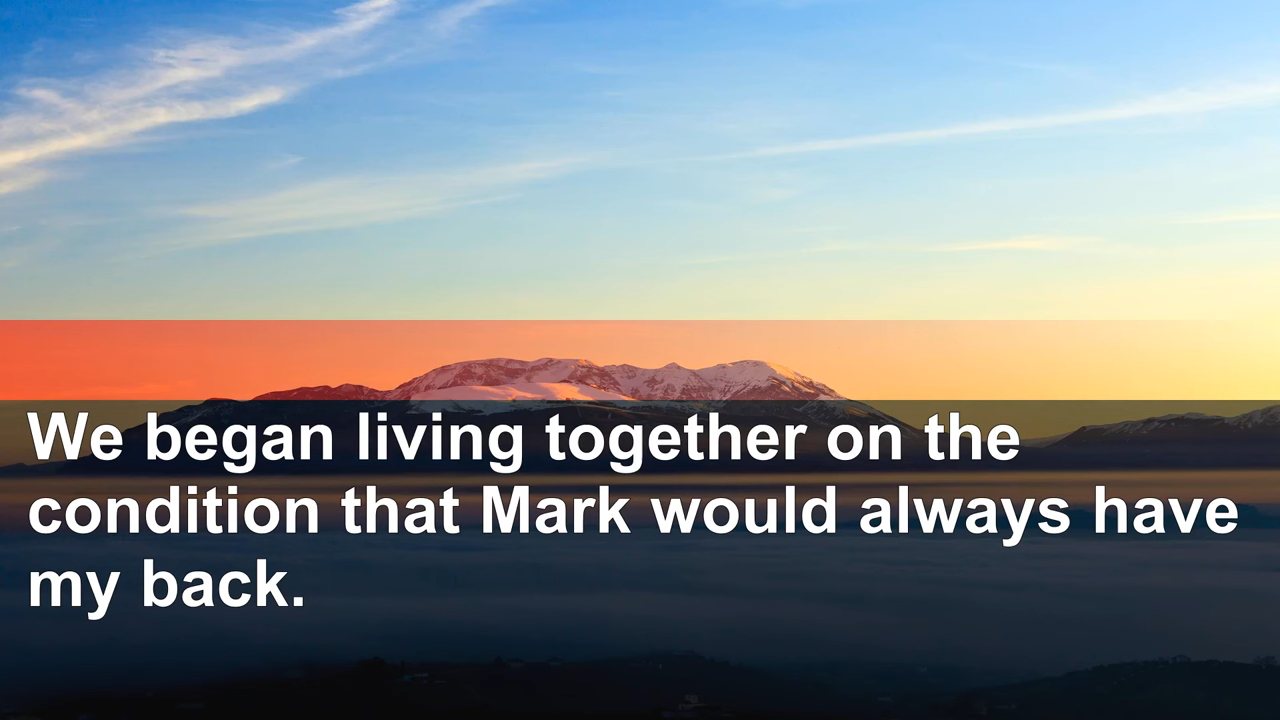 We began living together on the
condition that Mark would always have
my back.